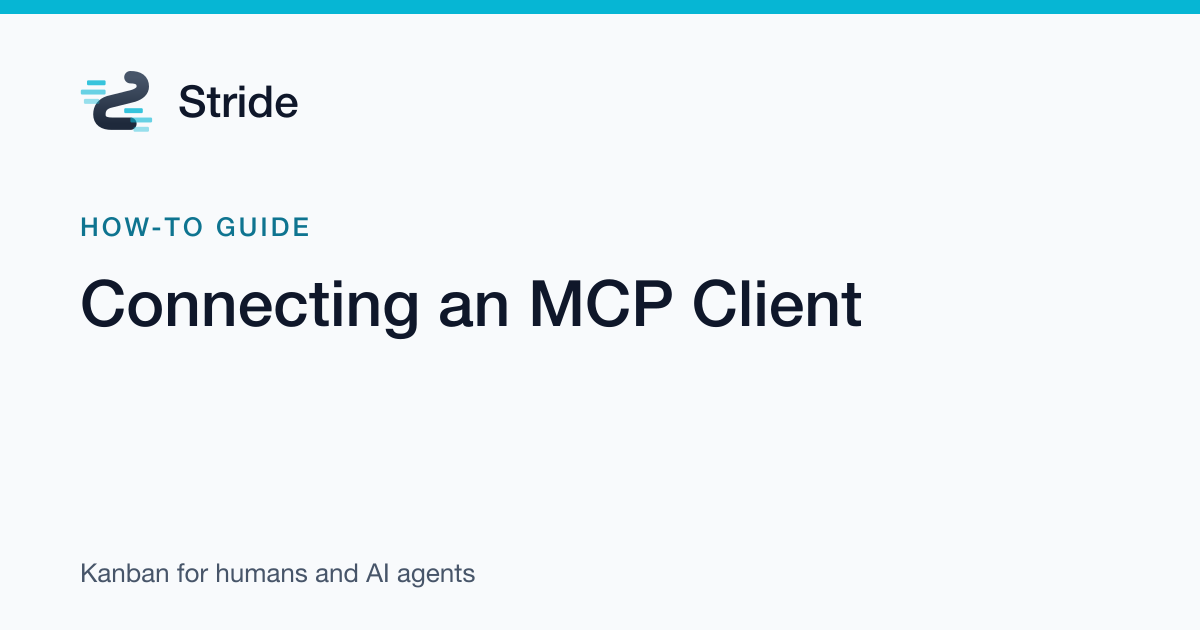 Stride
HOW-TO GUIDE
Connecting an MCP Client
Kanban for humans and AI agents